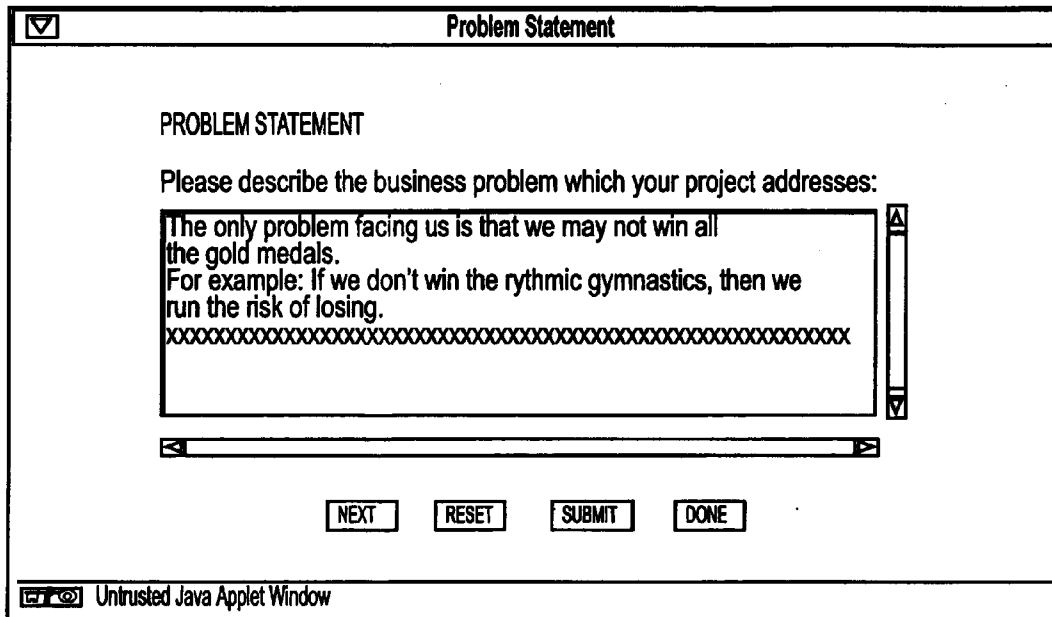 Problem Statement
PROBLEM STATEMENT
Please describe the business problem which your project addresses:
The only problem facing us is that we may not win all
the gold medals.
For example: If we don't win the rythmic gymnastics, then we
run the risk of losing.
XXXXXXXXXXXXXXXXXXXXXXXXXXXXXXXXXXXXXXXXXXXXXXXXXXXXXXXXX
NEXT RESET SUBMIT DONE
Untrusted Java Applet Window